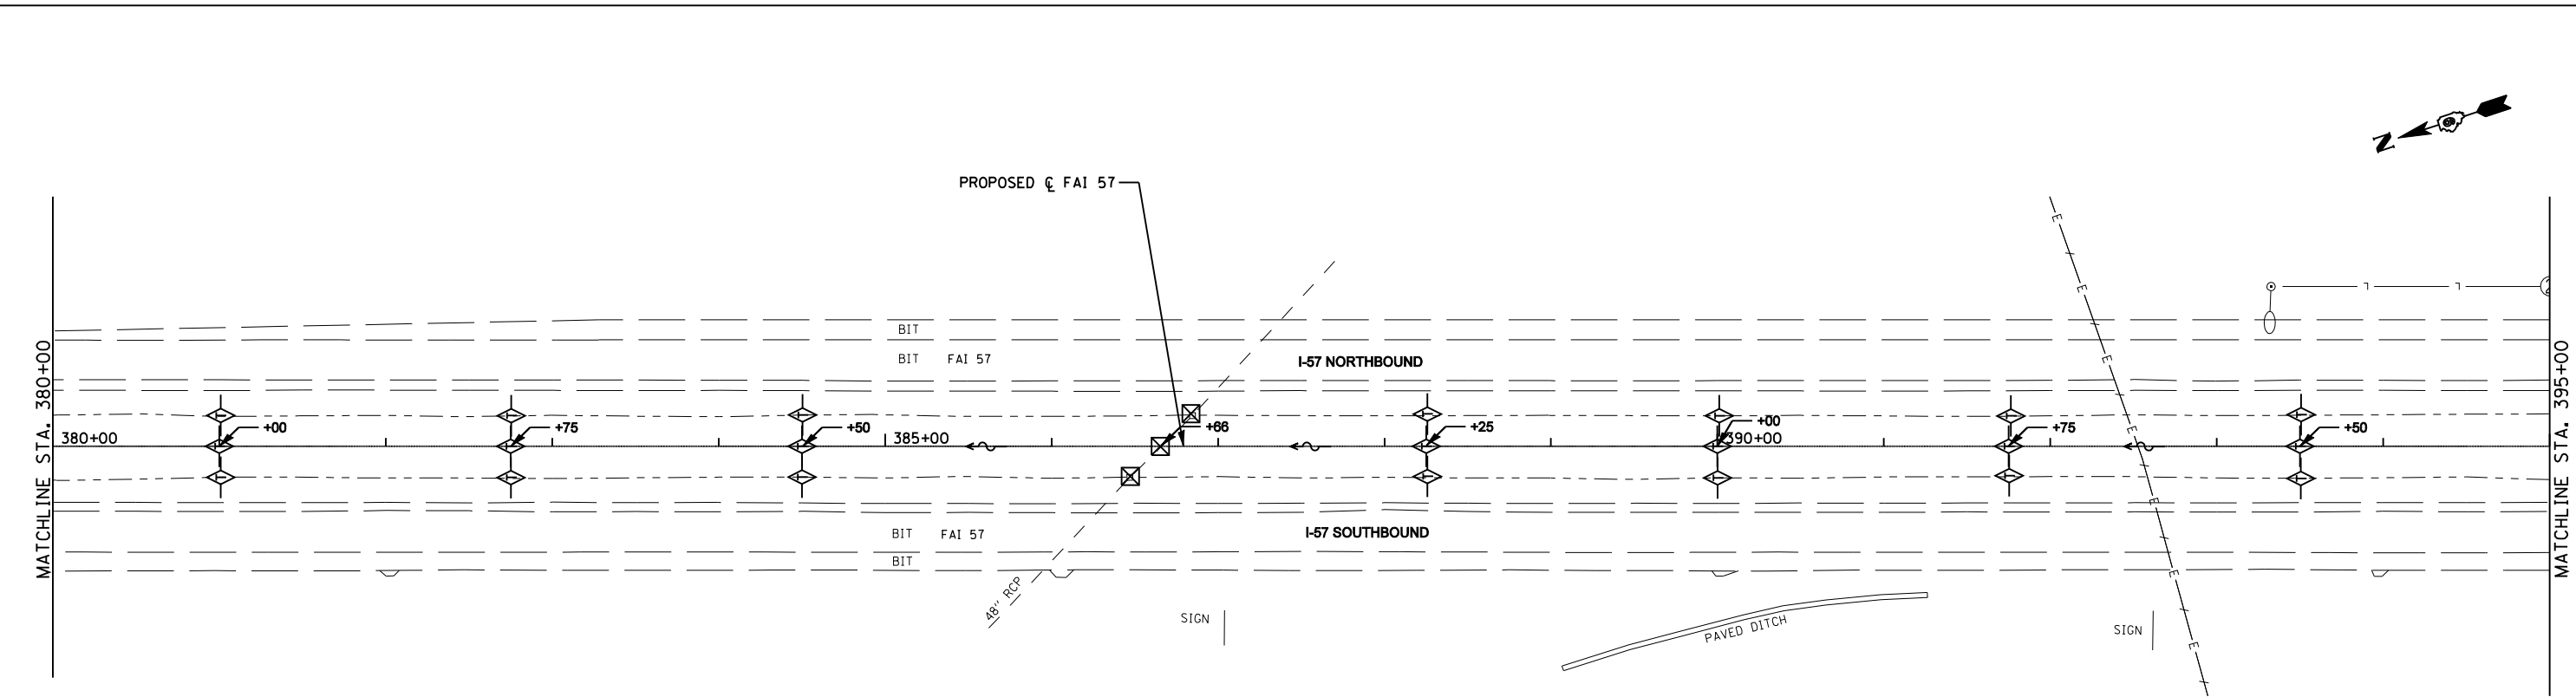 N
PROPOSED ℄ FAI 57
E
E
E
E
E
E
E
E
BIT
BIT FAI 57
I-57 NORTHBOUND
MATCHLINE STA. 380+00
MATCHLINE STA. 395+00
380+00
+00
+75
+50
385+00
+66
+25
+00
390+00
+75
+50
BIT FAI 57
I-57 SOUTHBOUND
BIT
48" RCP
SIGN
PAVED DITCH
SIGN